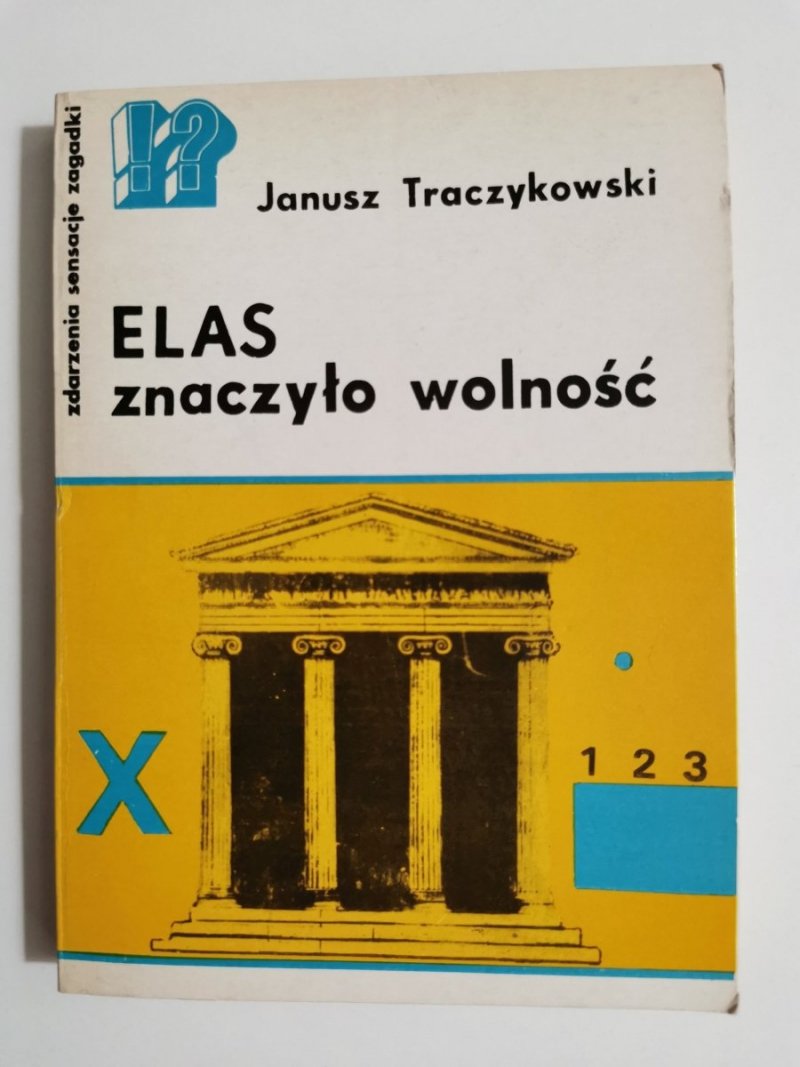 zdarzenia sensacje zagadki
!?
Janusz Traczykowski
ELAS
znaczyło wolność
X
1 2 3